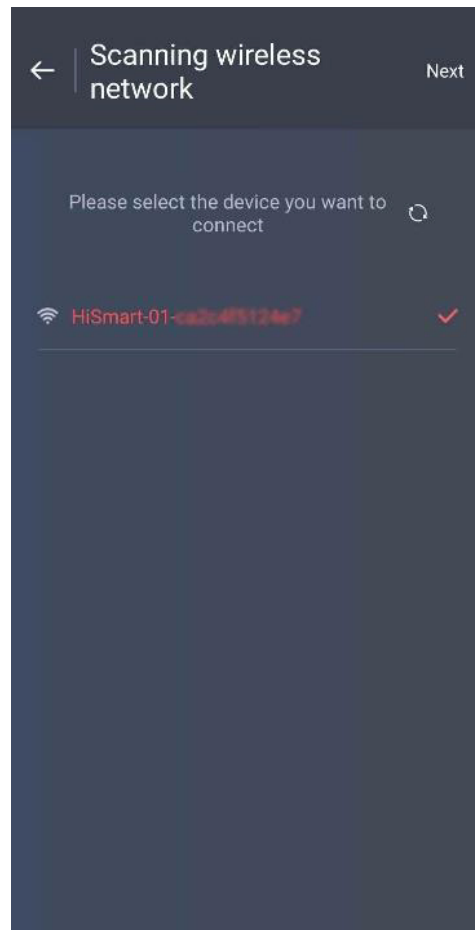 Scanning wireless
network
Next
Please select the device you want to
connect
HiSmart-01-